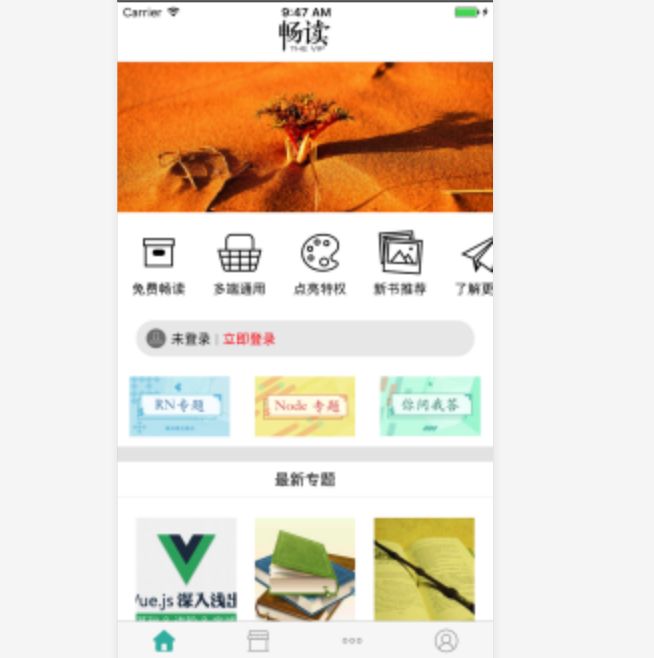 Carrier
9:47 AM
畅读
THE VIP
免费畅读
多端通用
点亮特权
新书推荐
了解更
未登录 | 立即登录
RN专题
Node 专题
你问我答
最新专题
Vue.js 深入浅出